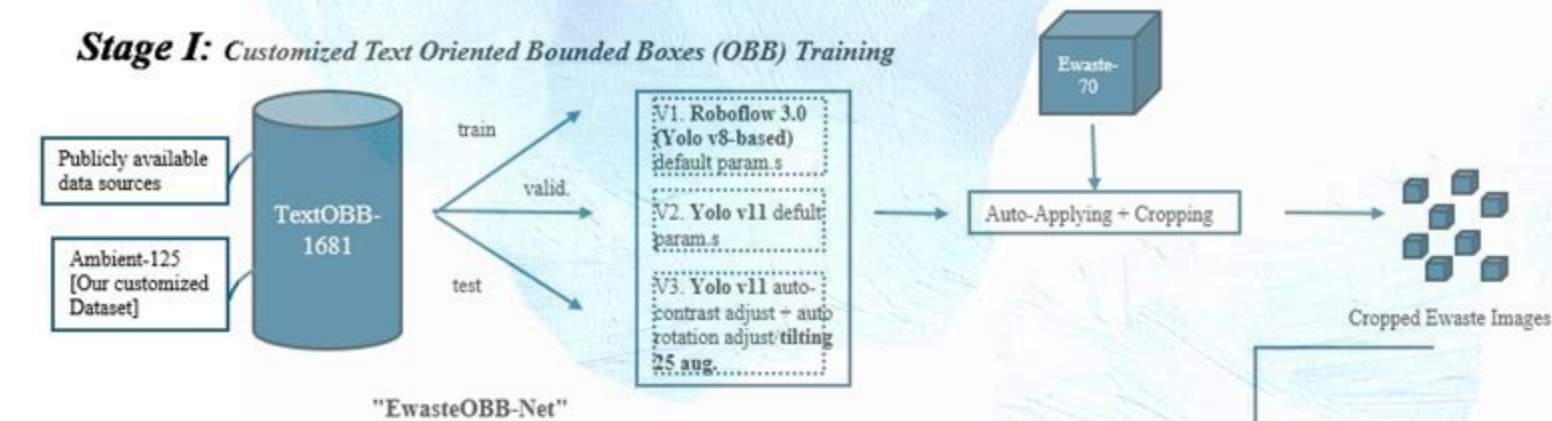 Stage I: Customized Text Oriented Bounded Boxes (OBB) Training
Publicly available
data sources
Ambient-125
[Our customized
Dataset]
TextOBB-
1681
train
valid.
test
V1. Roboflow 3.0
(Yolo v8-based)
default param.s
V2. Yolo v11 defult
param.s
V3. Yolo v11 auto-
contrast adjust + auto
rotation adjust tilting
25 aug.
Ewaste-
70
Auto-Applying + Cropping
Cropped Ewaste Images
"EwasteOBB-Net"